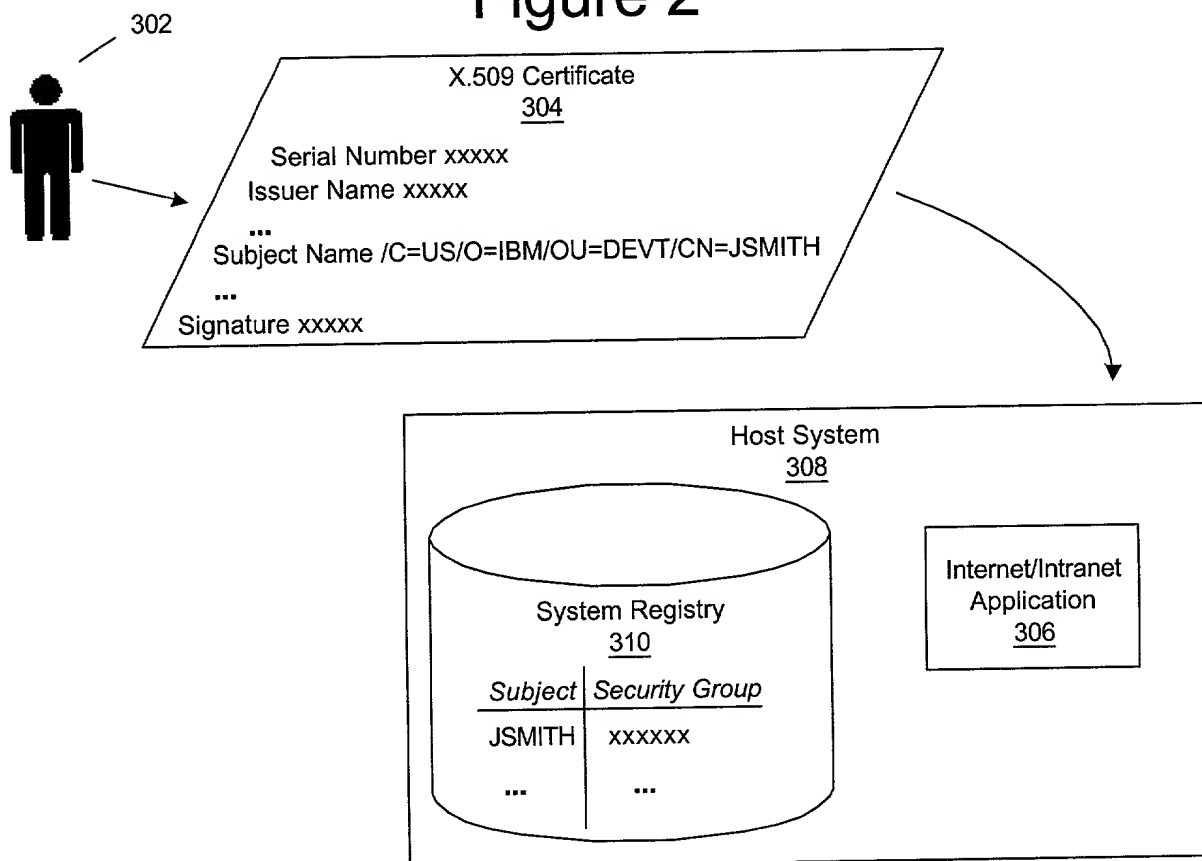 Figure 2
302
X.509 Certificate
304
Serial Number xxxxx
Issuer Name xxxxx
...
Subject Name /C=US/O=IBM/OU=DEVT/CN=JSMITH
...
Signature xxxxx
Host System
308
System Registry
310
Subject Security Group
JSMITH xxxxxx
... ...
Internet/Intranet
Application
306